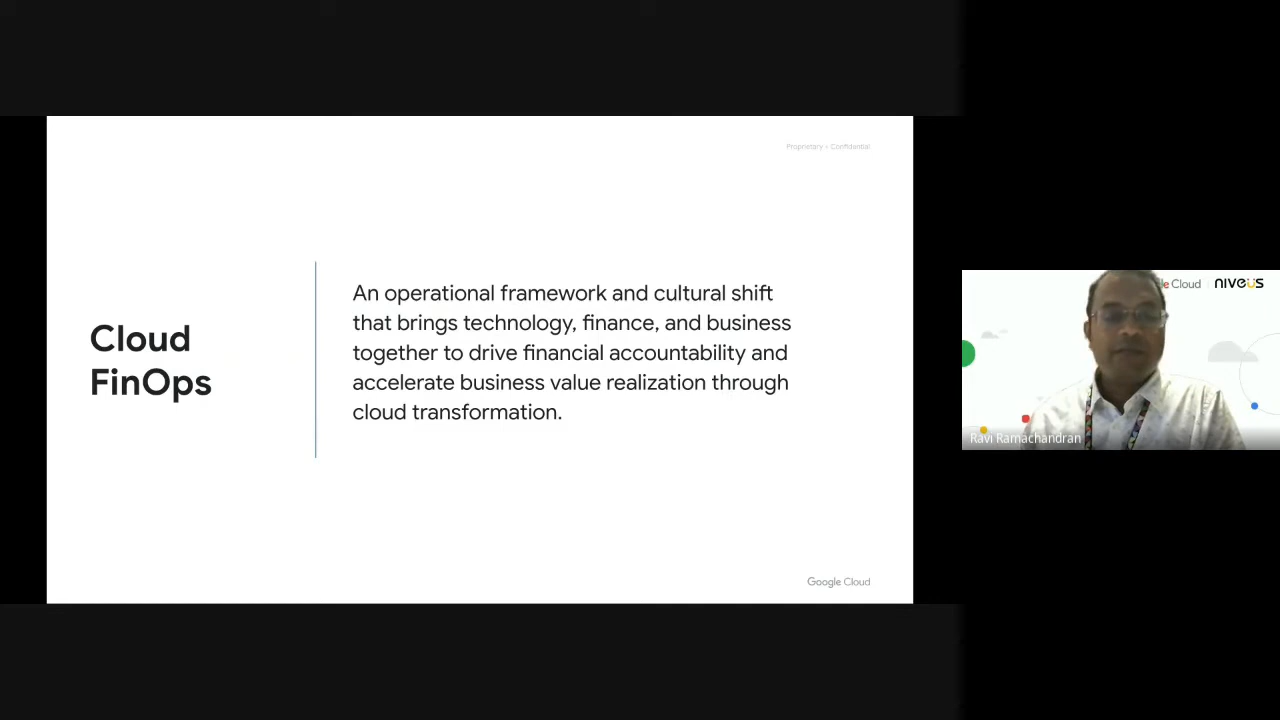 Proprietary + Confidential
Cloud
FinOps
An operational framework and cultural shift
that brings technology, finance, and business
together to drive financial accountability and
accelerate business value realization through
cloud transformation.
Google Cloud
Cloud
niveus
Ravi Ramachandran